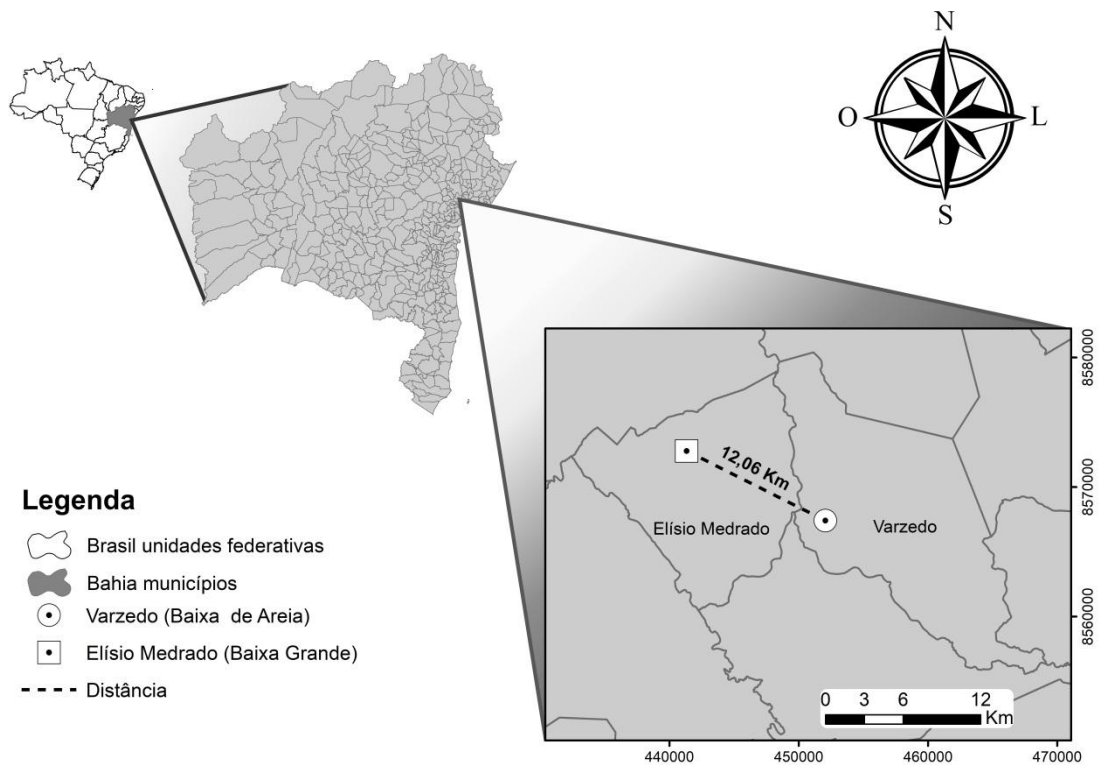 N
O
L
S
8580000
8570000
8560000
12,06 Km
Elísio Medrado
Varzedo
0 3 6 12
Km
440000 450000 460000 470000
Legenda
Brasil unidades federativas
Bahia municípios
Varzedo (Baixa de Areia)
Elísio Medrado (Baixa Grande)
Distância